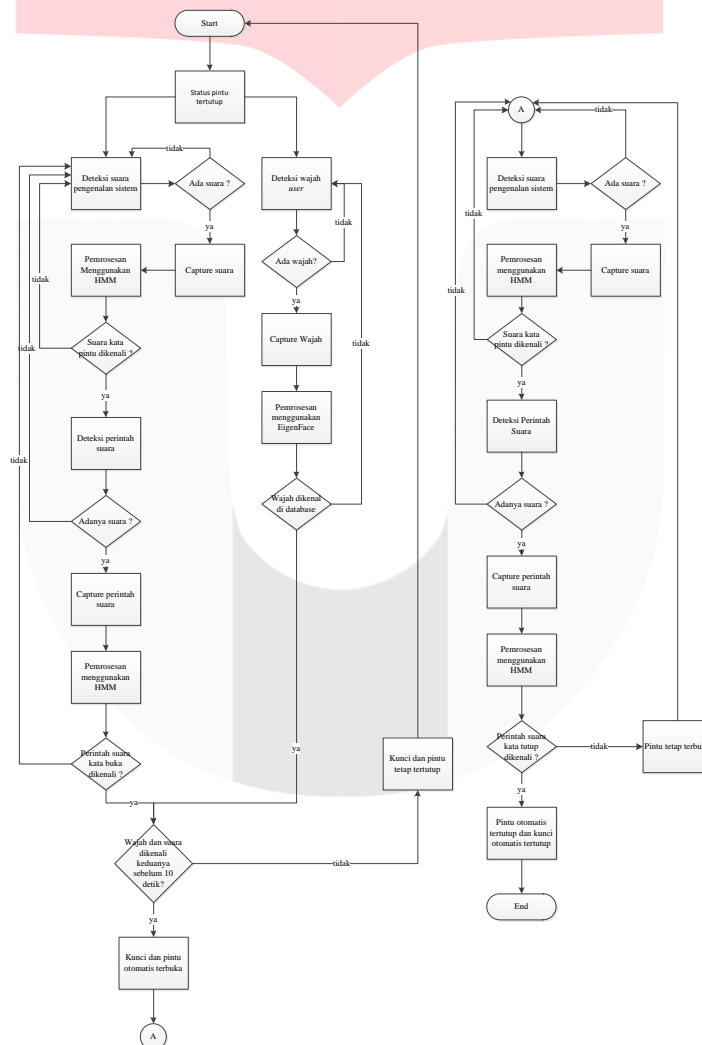 Start
Status pintu
tertutup
tidak
Deteksi suara
pengenalan sistem
Ada suara ?
ya
Capture suara
Pemrosesan
Menggunakan
HMM
tidak
Suara kata
pintu dikenali ?
tidak
ya
Deteksi perintah
suara
tidak
Adanya suara ?
ya
Capture perintah
suara
Pemrosesan
menggunakan
HMM
Perintah suara
kata buka
dikenali ?
ya
Deteksi wajah
user
tidak
Ada wajah?
ya
Capture Wajah
tidak
Pemrosesan
menggunakan
EigenFace
Wajah dikenal
di database
ya
Wajah dan suara
dikenali
keduanya
sebelum 10
detik?
tidak
Kunci dan pintu
tetap tertutup
ya
Kunci dan pintu
otomatis terbuka
A
A
tidak
Deteksi suara
pengenalan sistem
Ada suara ?
tidak
ya
Capture suara
Pemrosesan
menggunakan
HMM
tidak
Suara kata
pintu dikenali ?
ya
Deteksi Perintah
Suara
Adanya suara ?
ya
Capture perintah
suara
Pemrosesan
menggunakan
HMM
Perintah suara
kata tutup
dikenali ?
tidak
Pintu tetap
ya
Pintu otomatis
tertutup dan kunci
otomatis tertutup
End